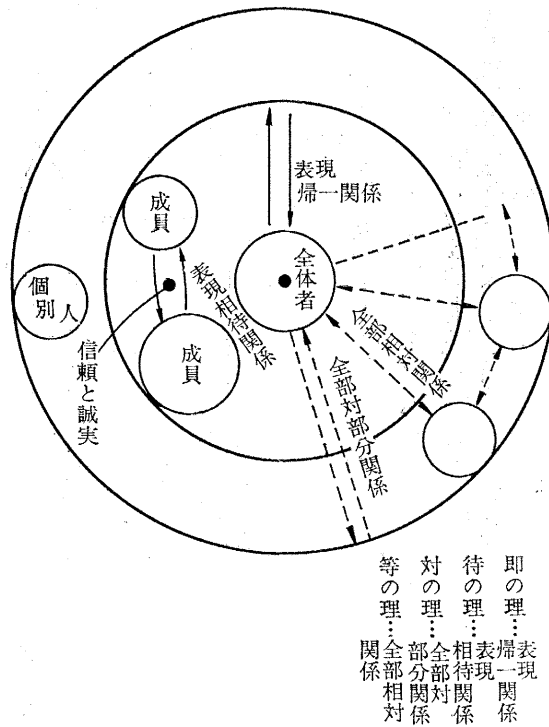 表現
帰一関係
成員
全体者
表現相待関係
個別人
成員
信頼と誠実
全部相対関係
全部対部分関係
即の理…表現帰一関係
待の理…表現相待関係
対の理…全部対部分関係
等の理…全部相対関係